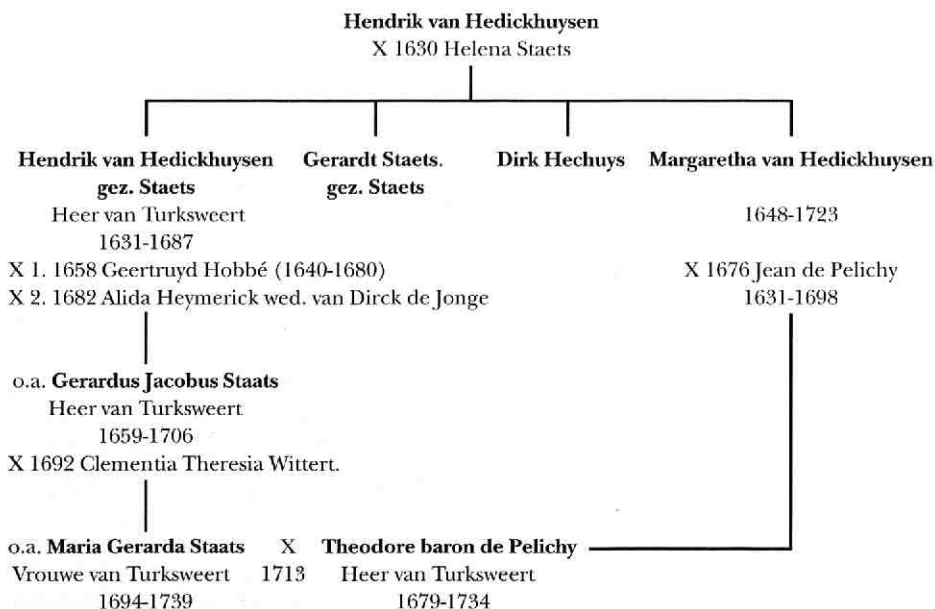 Hendrik van Hedickhuysen
X 1630 Helena Staets
Hendrik van Hedickhuysen Gerardt Staets. Dirk Hechuys Margaretha van Hedickhuysen
gez. Staets gez. Staets
Heer van Turksweert 1648-1723
1631-1687
X 1. 1658 Geertruyd Hobbé (1640-1680) X 1676 Jean de Pelichy
X 2. 1682 Alida Heymerick wed. van Dirck de Jonge 1631-1698
o.a. Gerardus Jacobus Staats
Heer van Turksweert
1659-1706
X 1692 Clementia Theresia Wittert.
o.a. Maria Gerarda Staats X Theodore baron de Pelichy
Vrouwe van Turksweert 1713 Heer van Turksweert
1694-1739 1679-1734